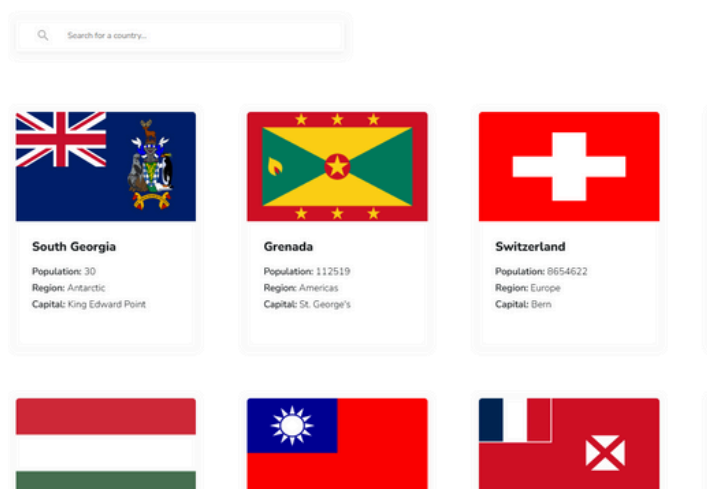 Search for a country...
South Georgia
Population: 30
Region: Antarctic
Capital: King Edward Point
Grenada
Population: 112519
Region: Americas
Capital: St. George's
Switzerland
Population: 8654622
Region: Europe
Capital: Bern